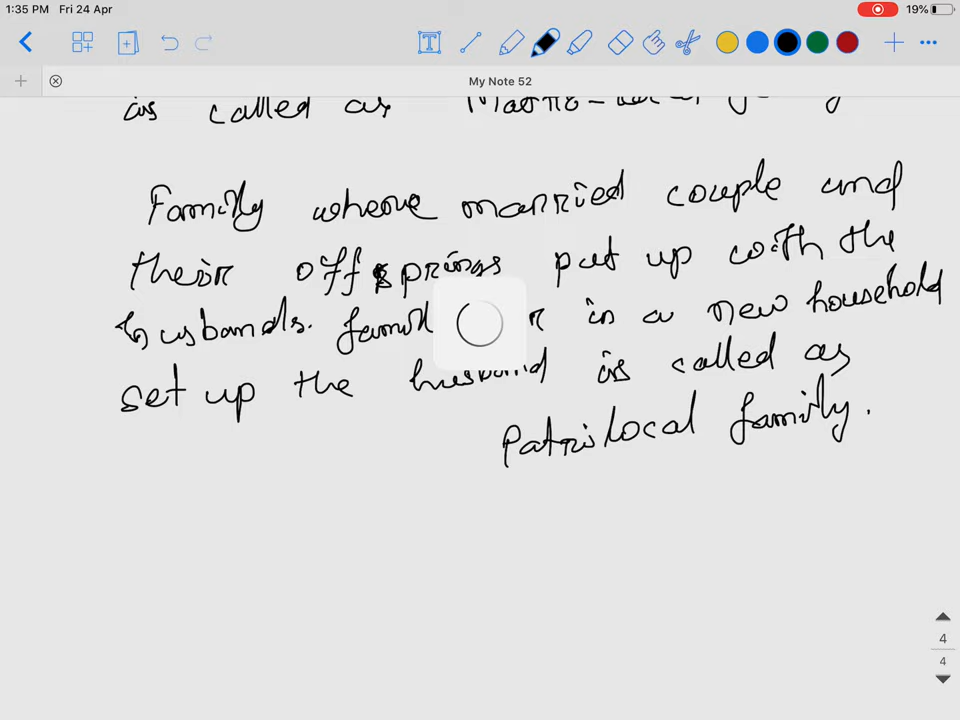 1:35 PM Fri 24 Apr
19%
My Note 52
is called as
Family where married couple and
their offsprings put up with the
husbands. in a new household
set up the husband is called as
Patrilocal family.
4
4